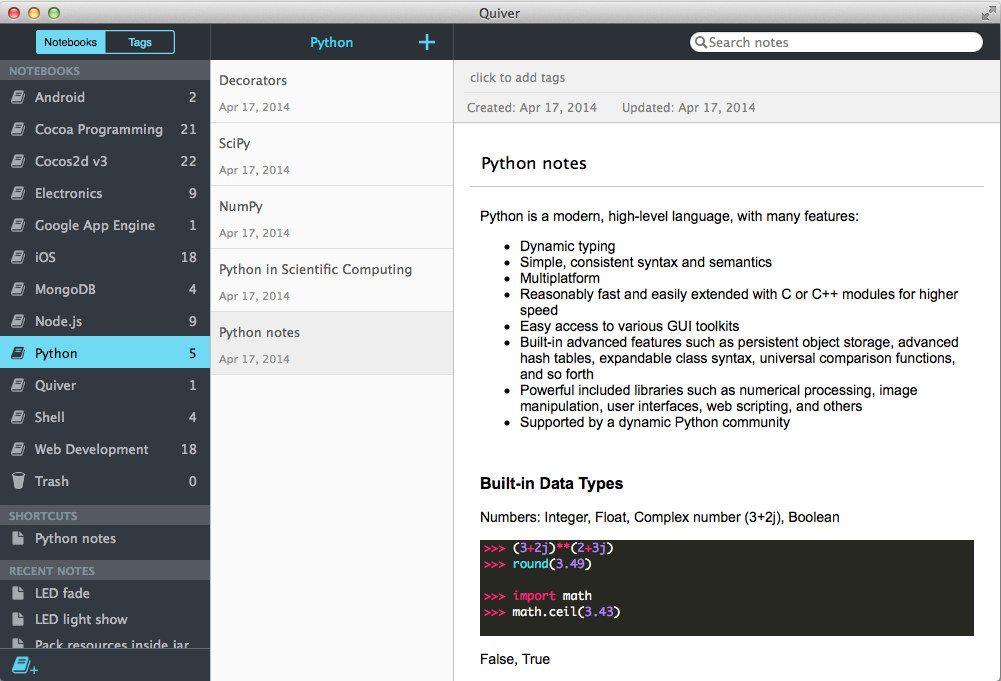 Quiver
Notebooks
Tags
NOTEBOOKS
Android 2
Cocoa Programming 21
Cocos2d v3 22
Electronics 9
Google App Engine 1
iOS 18
MongoDB 4
Node.js 9
Python 5
Quiver 1
Shell 4
Web Development 18
Trash 0
SHORTCUTS
Python notes
RECENT NOTES
LED fade
LED light show
Pack resources inside jar
Python +
Decorators
Apr 17, 2014
SciPy
Apr 17, 2014
NumPy
Apr 17, 2014
Python in Scientific Computing
Apr 17, 2014
Python notes
Apr 17, 2014
Search notes
click to add tags
Created: Apr 17, 2014 Updated: Apr 17, 2014
Python notes
Python is a modern, high-level language, with many features:
• Dynamic typing
• Simple, consistent syntax and semantics
• Multiplatform
• Reasonably fast and easily extended with C or C++ modules for higher
speed
• Easy access to various GUI toolkits
• Built-in advanced features such as persistent object storage, advanced
hash tables, expandable class syntax, universal comparison functions,
and so forth
• Powerful included libraries such as numerical processing, image
manipulation, user interfaces, web scripting, and others
• Supported by a dynamic Python community
Built-in Data Types
Numbers: Integer, Float, Complex number (3+2j), Boolean
>>> (3+2j)**(2+3j)
>>> round(3.49)
>>> import math
>>> math.ceil(3.43)
False, True